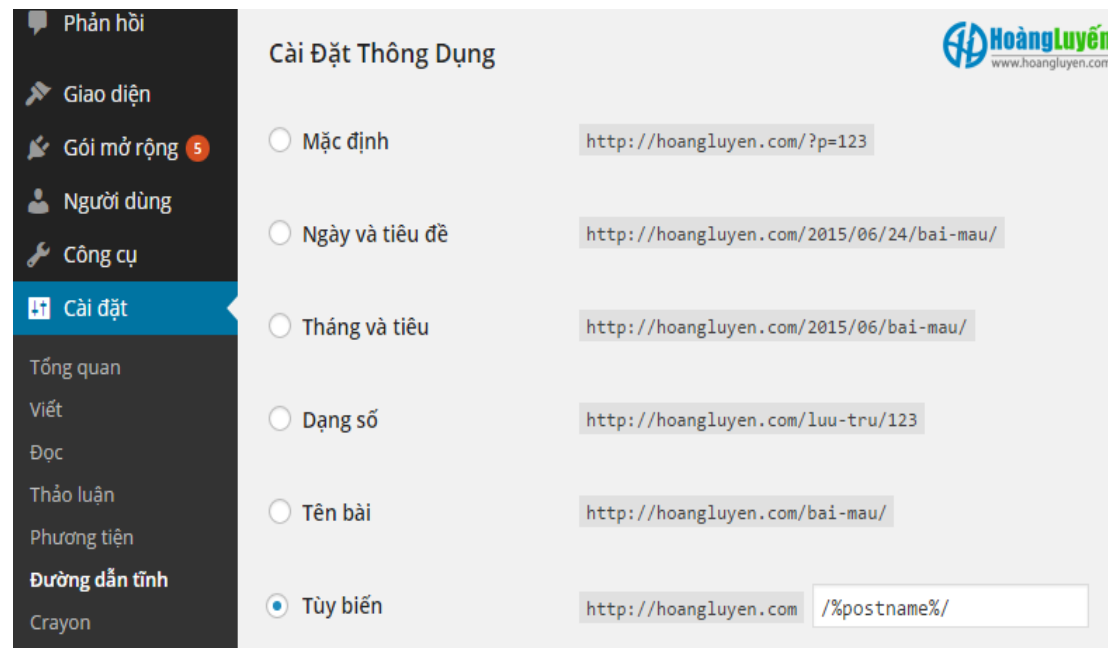 Phản hồi
Giao diện
Gói mở rộng 5
Người dùng
Công cụ
Cài đặt
Tổng quan
Viết
Đọc
Thảo luận
Phương tiện
Đường dẫn tĩnh
Crayon
HoàngLuyến
www.hoangluyen.com
Cài Đặt Thông Dụng
Mặc định http://hoangluyen.com/?p=123
Ngày và tiêu đề http://hoangluyen.com/2015/06/24/bai-mau/
Tháng và tiêu http://hoangluyen.com/2015/06/bai-mau/
Dạng số http://hoangluyen.com/luu-tru/123
Tên bài http://hoangluyen.com/bai-mau/
Tùy biến http://hoangluyen.com /%postname%/